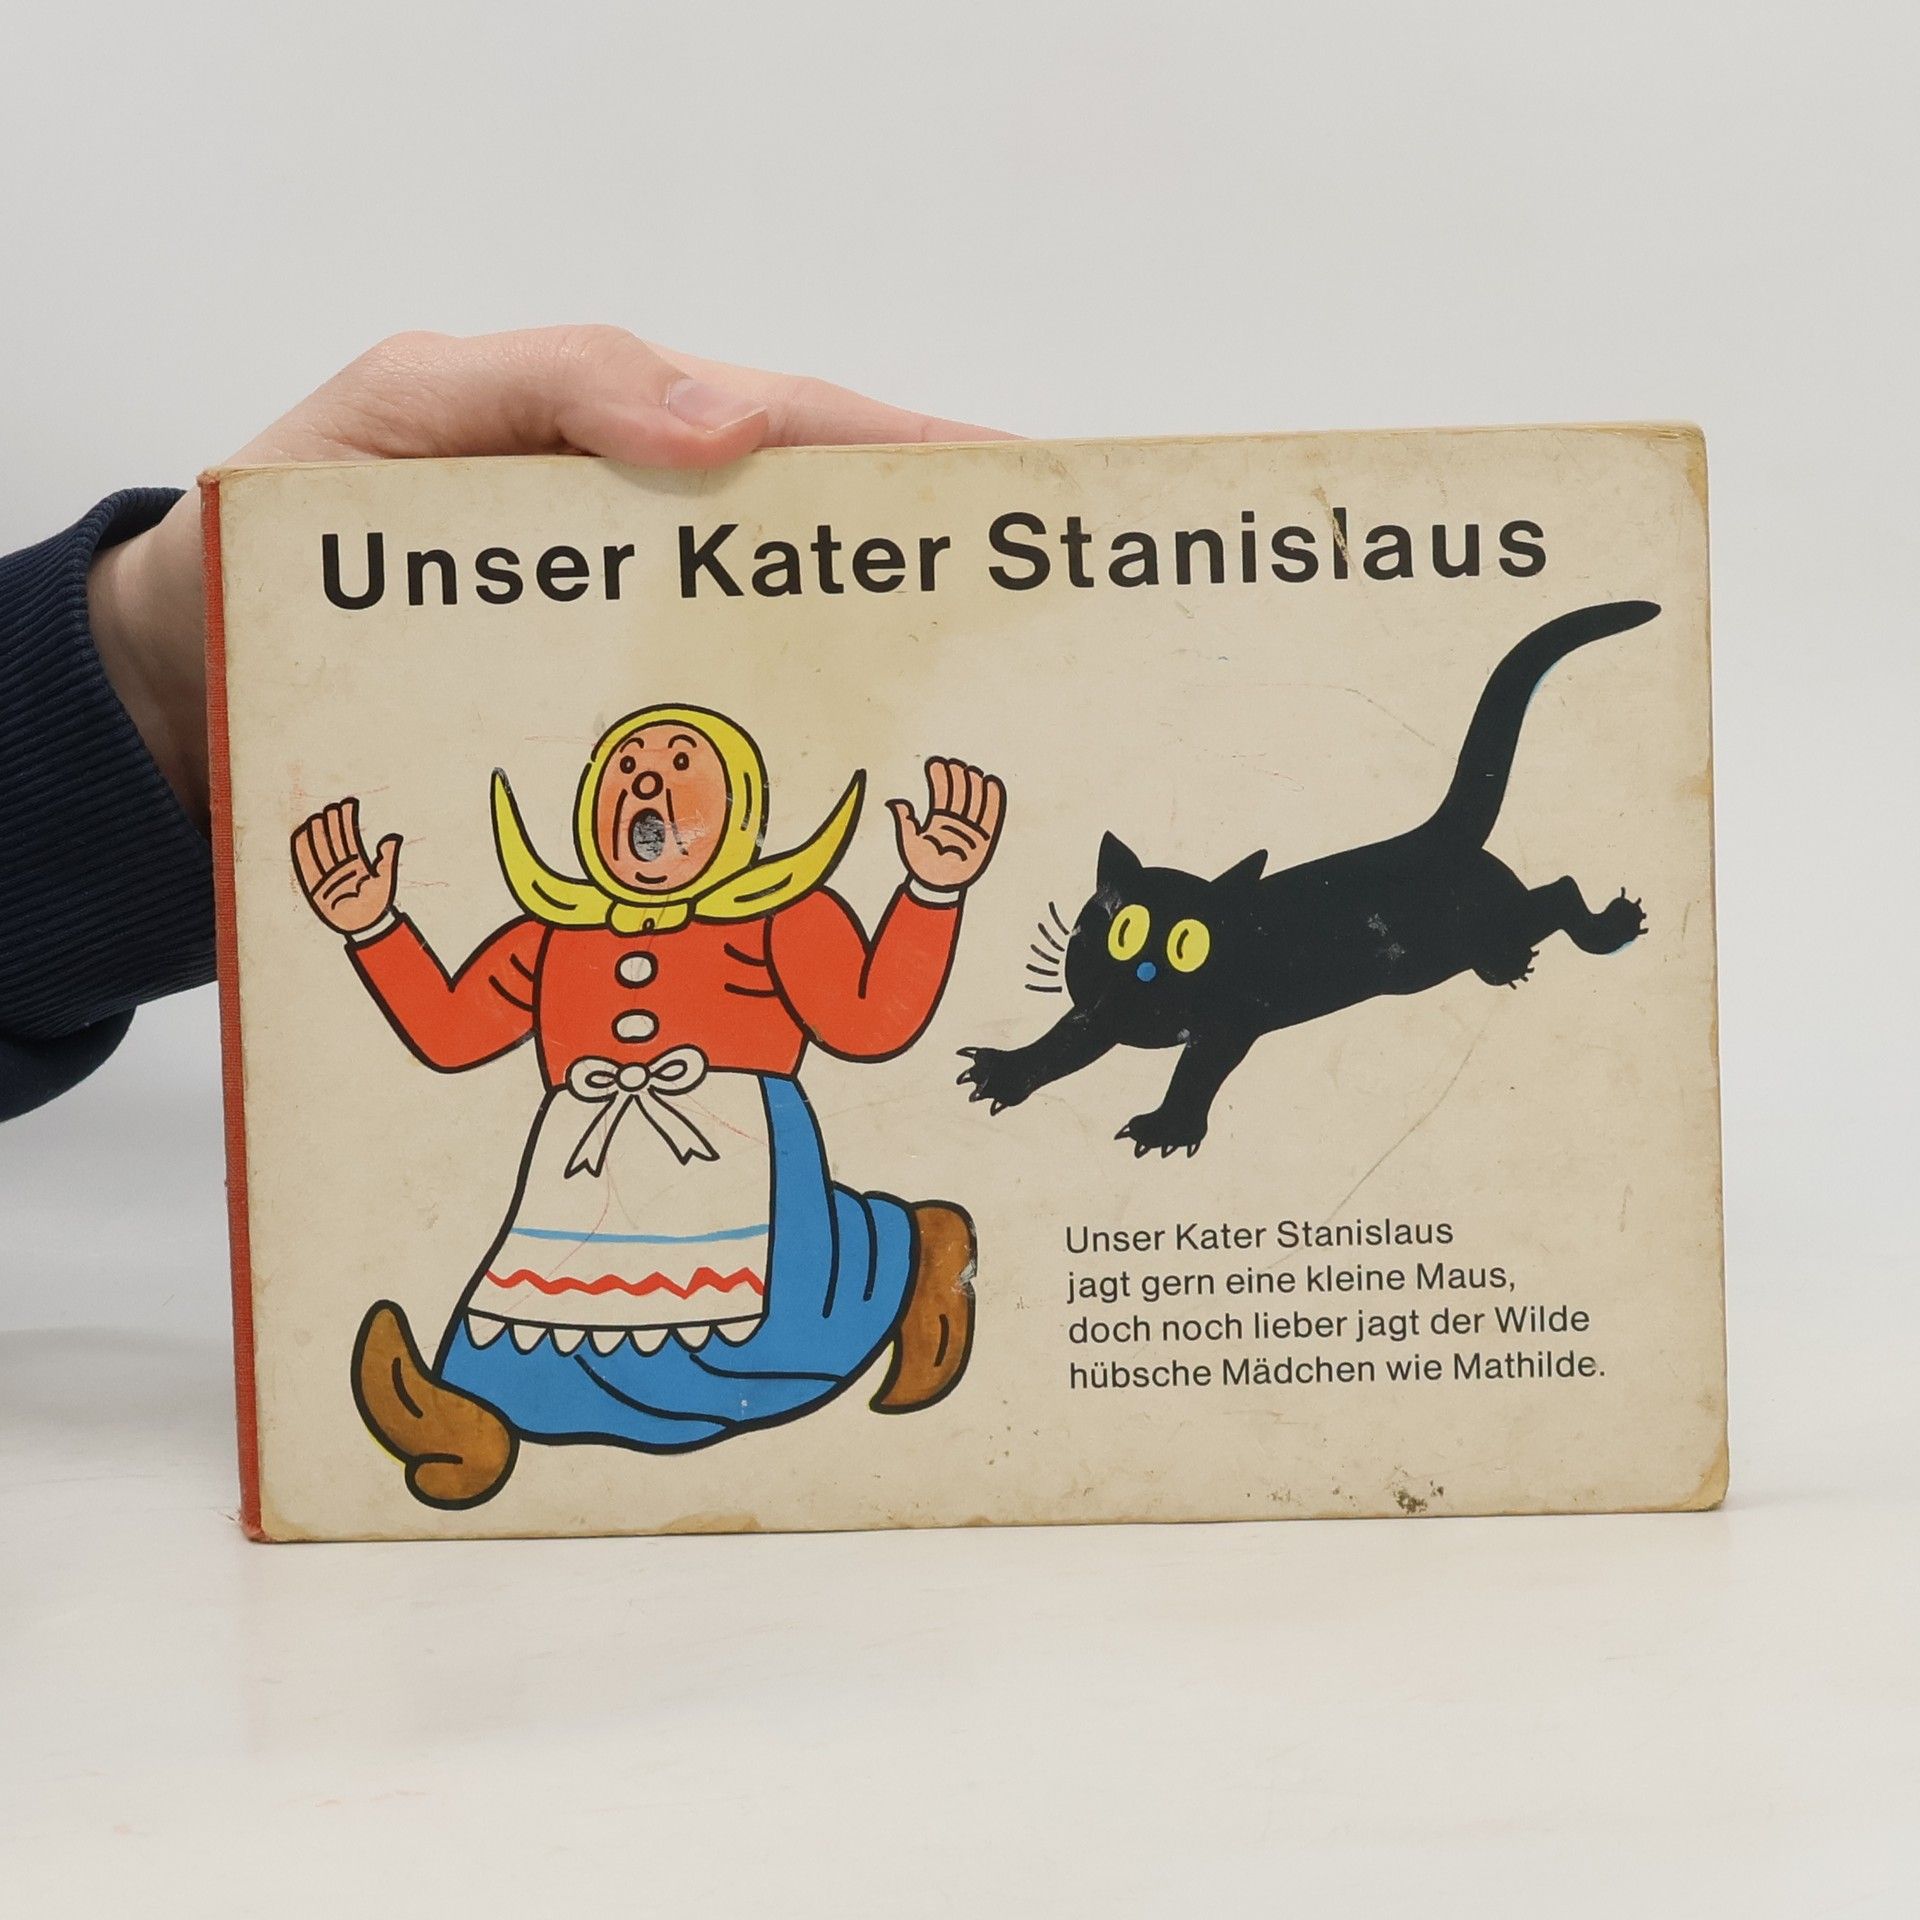 Unser Kater Stanislaus
Unser Kater Stanislaus
jagt gern eine kleine Maus,
doch noch lieber jagt der Wilde
hübsche Mädchen wie Mathilde.